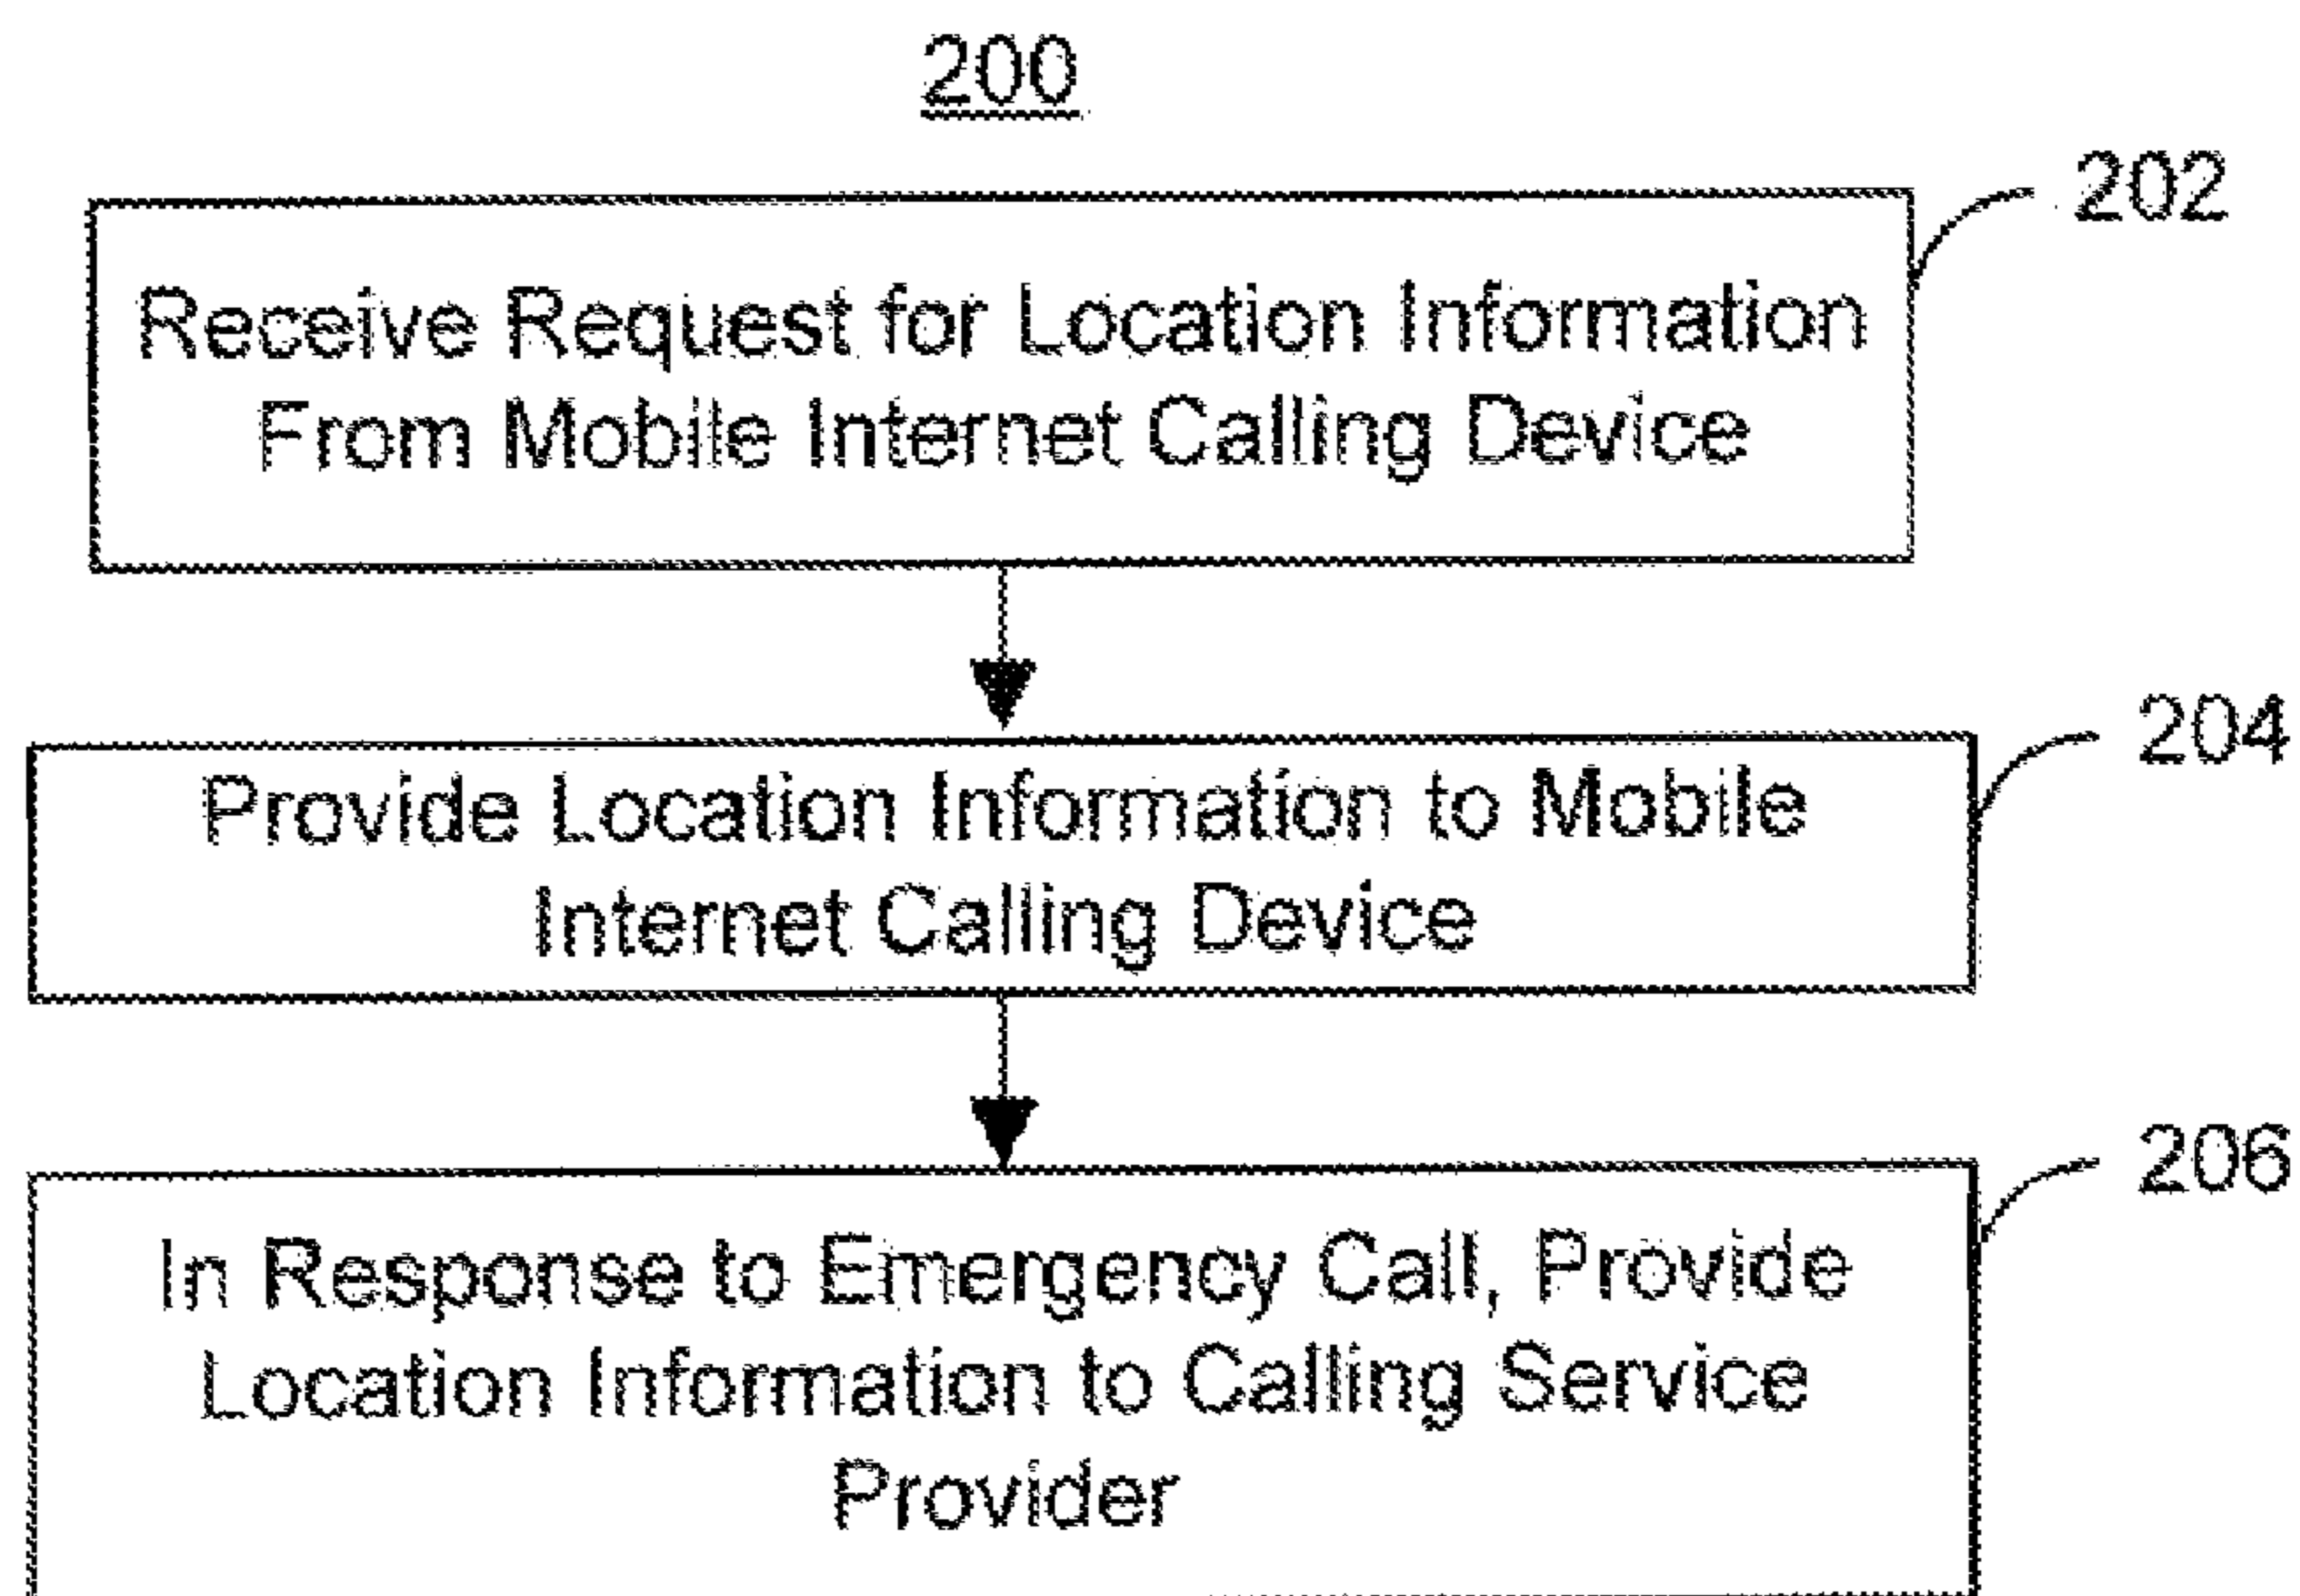 200
202
Receive Request for Location Information
From Mobile Internet Calling Device
204
Provide Location Information to Mobile
Internet Calling Device
206
In Response to Emergency Call, Provide
Location Information to Calling Service
Provider